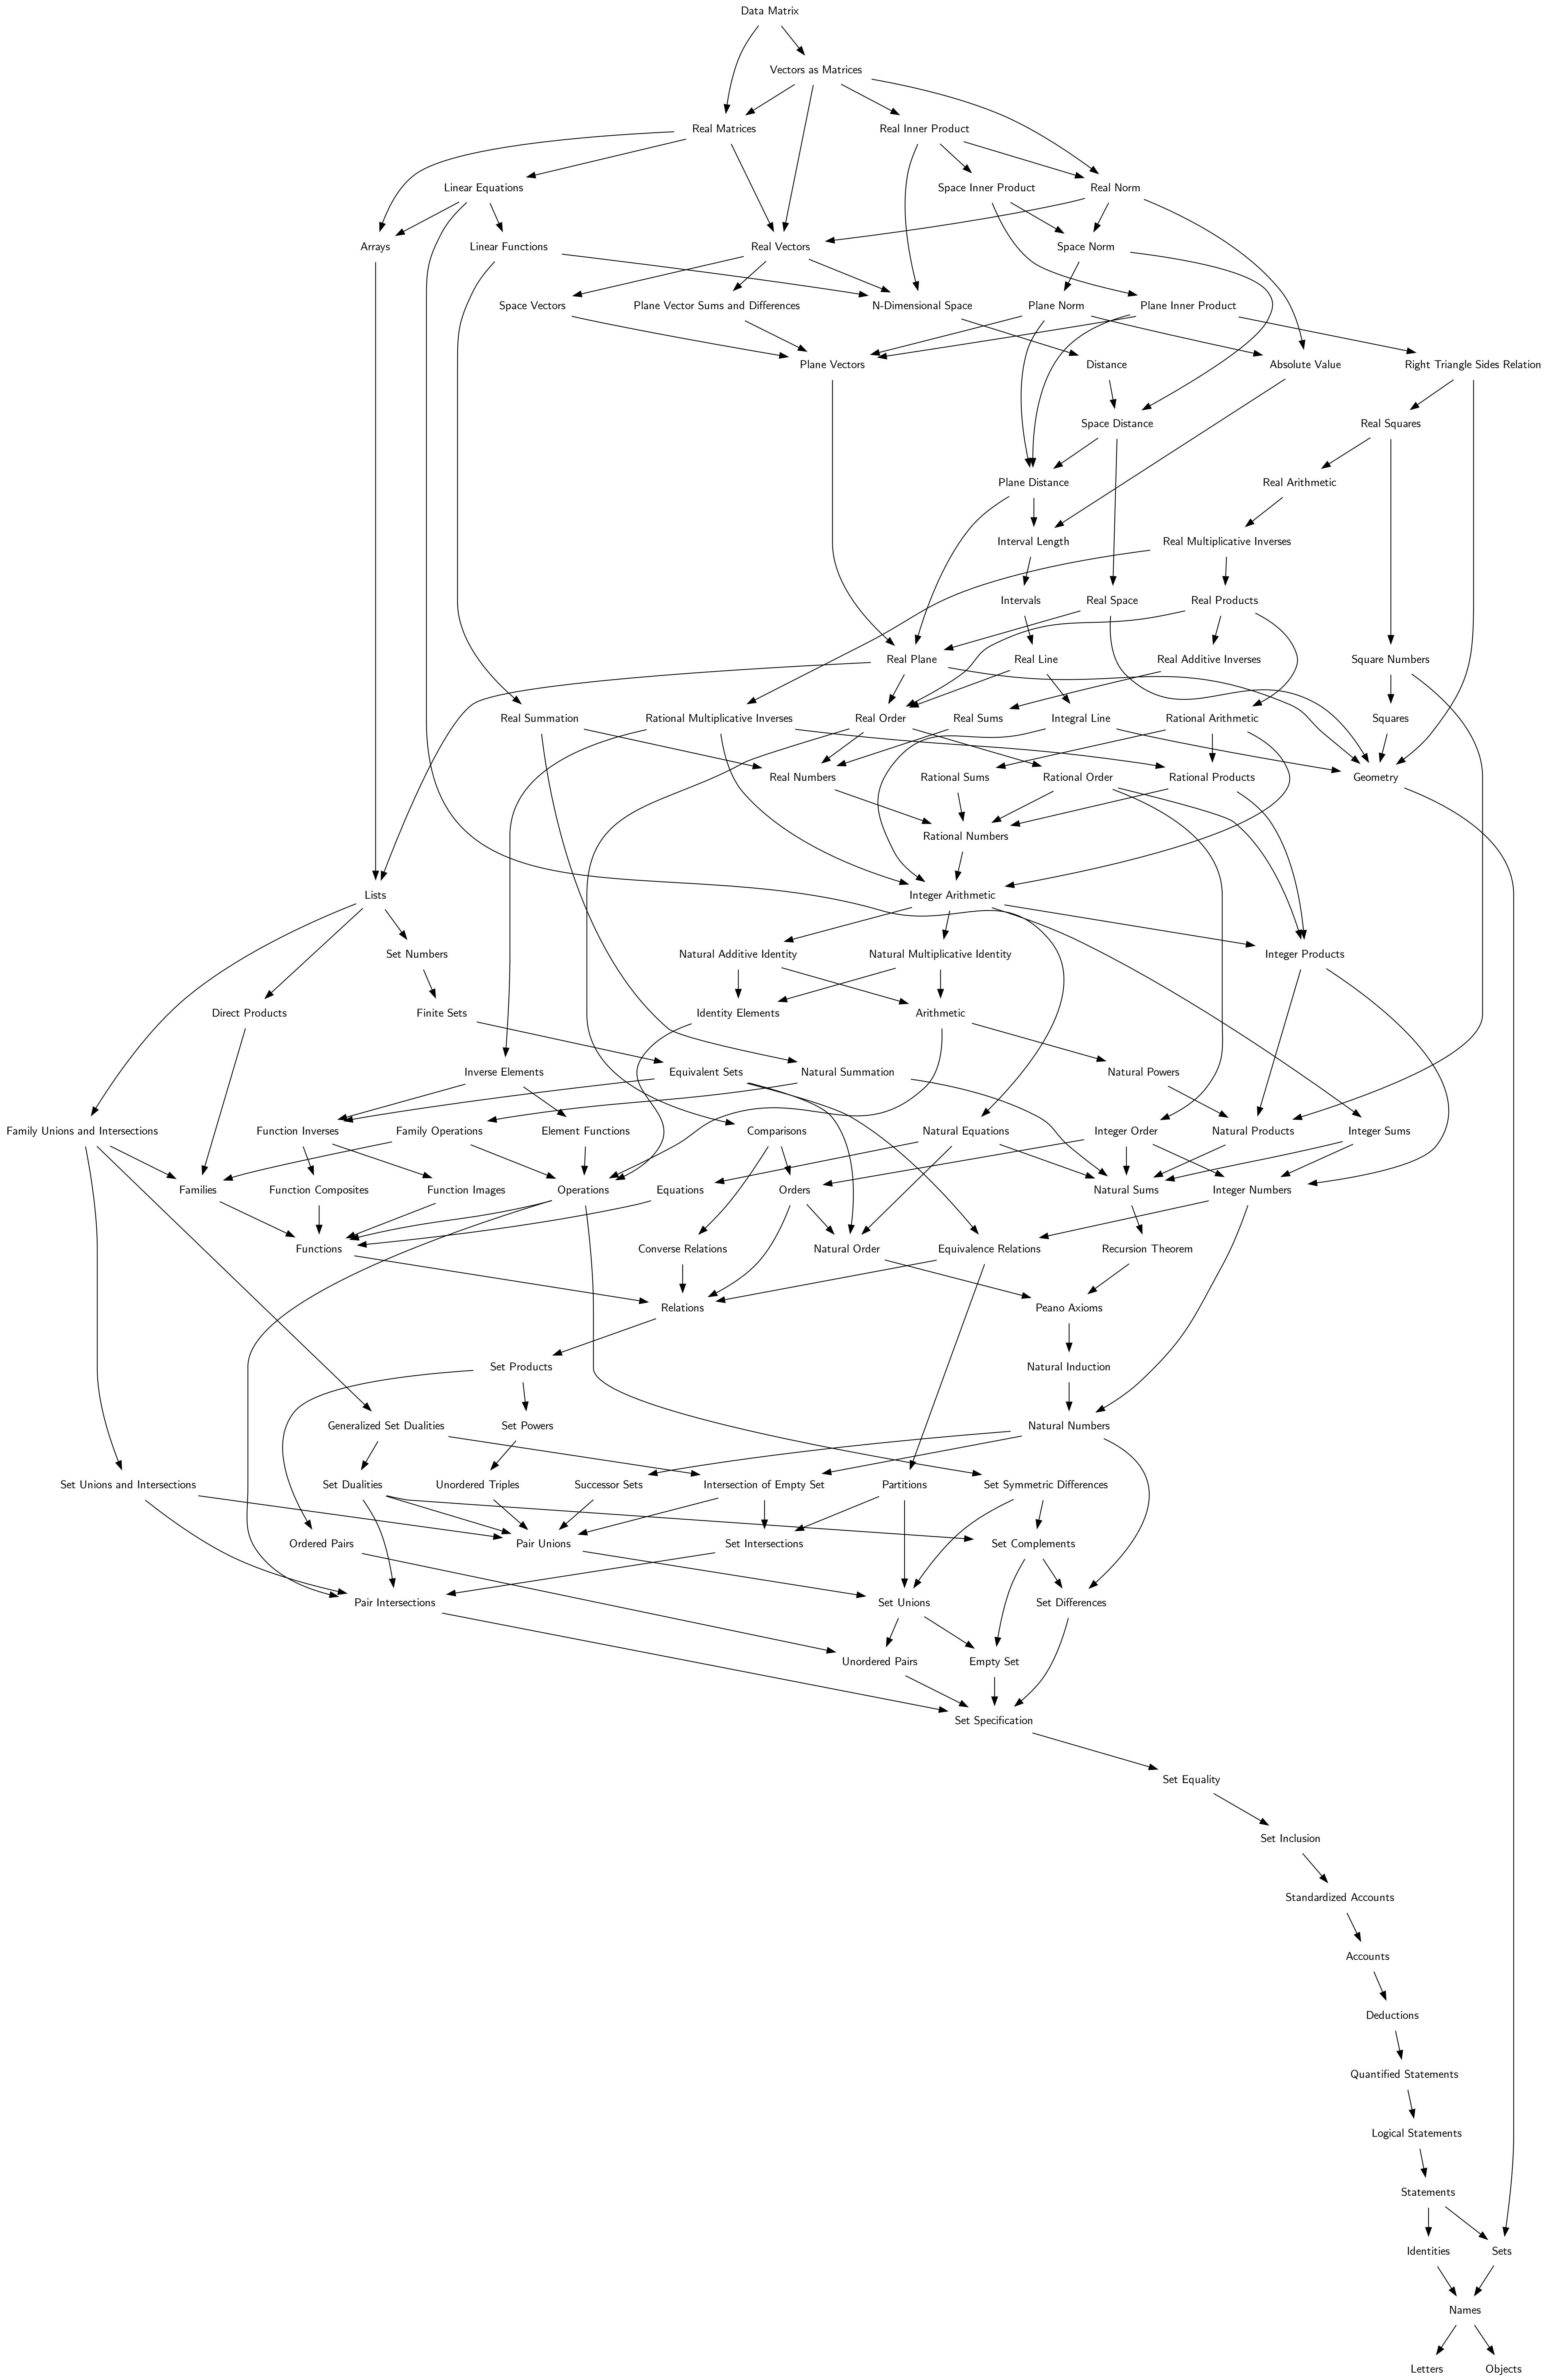 Data Matrix
Vectors as Matrices
Real Matrices
Real Inner Product
Linear Equations
Space Inner Product
Real Norm
Arrays
Linear Functions
Real Vectors
Space Norm
Space Vectors
Plane Vector Sums and Differences
N-Dimensional Space
Plane Norm
Plane Inner Product
Plane Vectors
Distance
Absolute Value
Right Triangle Sides Relation
Space Distance
Real Squares
Plane Distance
Real Arithmetic
Interval Length
Real Multiplicative Inverses
Intervals
Real Space
Real Products
Real Plane
Real Line
Real Additive Inverses
Square Numbers
Real Summation
Rational Multiplicative Inverses
Real Order
Real Sums
Integral Line
Rational Arithmetic
Squares
Real Numbers
Rational Sums
Rational Order
Rational Products
Geometry
Rational Numbers
Lists
Integer Arithmetic
Set Numbers
Natural Additive Identity
Natural Multiplicative Identity
Integer Products
Direct Products
Finite Sets
Identity Elements
Arithmetic
Inverse Elements
Equivalent Sets
Natural Summation
Natural Powers
Family Unions and Intersections
Function Inverses
Family Operations
Element Functions
Comparisons
Natural Equations
Integer Order
Natural Products
Integer Sums
Families
Function Composites
Function Images
Operations
Equations
Orders
Natural Sums
Integer Numbers
Functions
Converse Relations
Natural Order
Equivalence Relations
Recursion Theorem
Relations
Peano Axioms
Set Products
Natural Induction
Generalized Set Dualities
Set Powers
Natural Numbers
Set Unions and Intersections
Set Dualities
Unordered Triples
Successor Sets
Intersection of Empty Set
Partitions
Set Symmetric Differences
Ordered Pairs
Pair Unions
Set Intersections
Set Complements
Pair Intersections
Set Unions
Set Differences
Unordered Pairs
Empty Set
Set Specification
Set Equality
Set Inclusion
Standardized Accounts
Accounts
Deductions
Quantified Statements
Logical Statements
Statements
Identities
Sets
Names
Letters
Objects